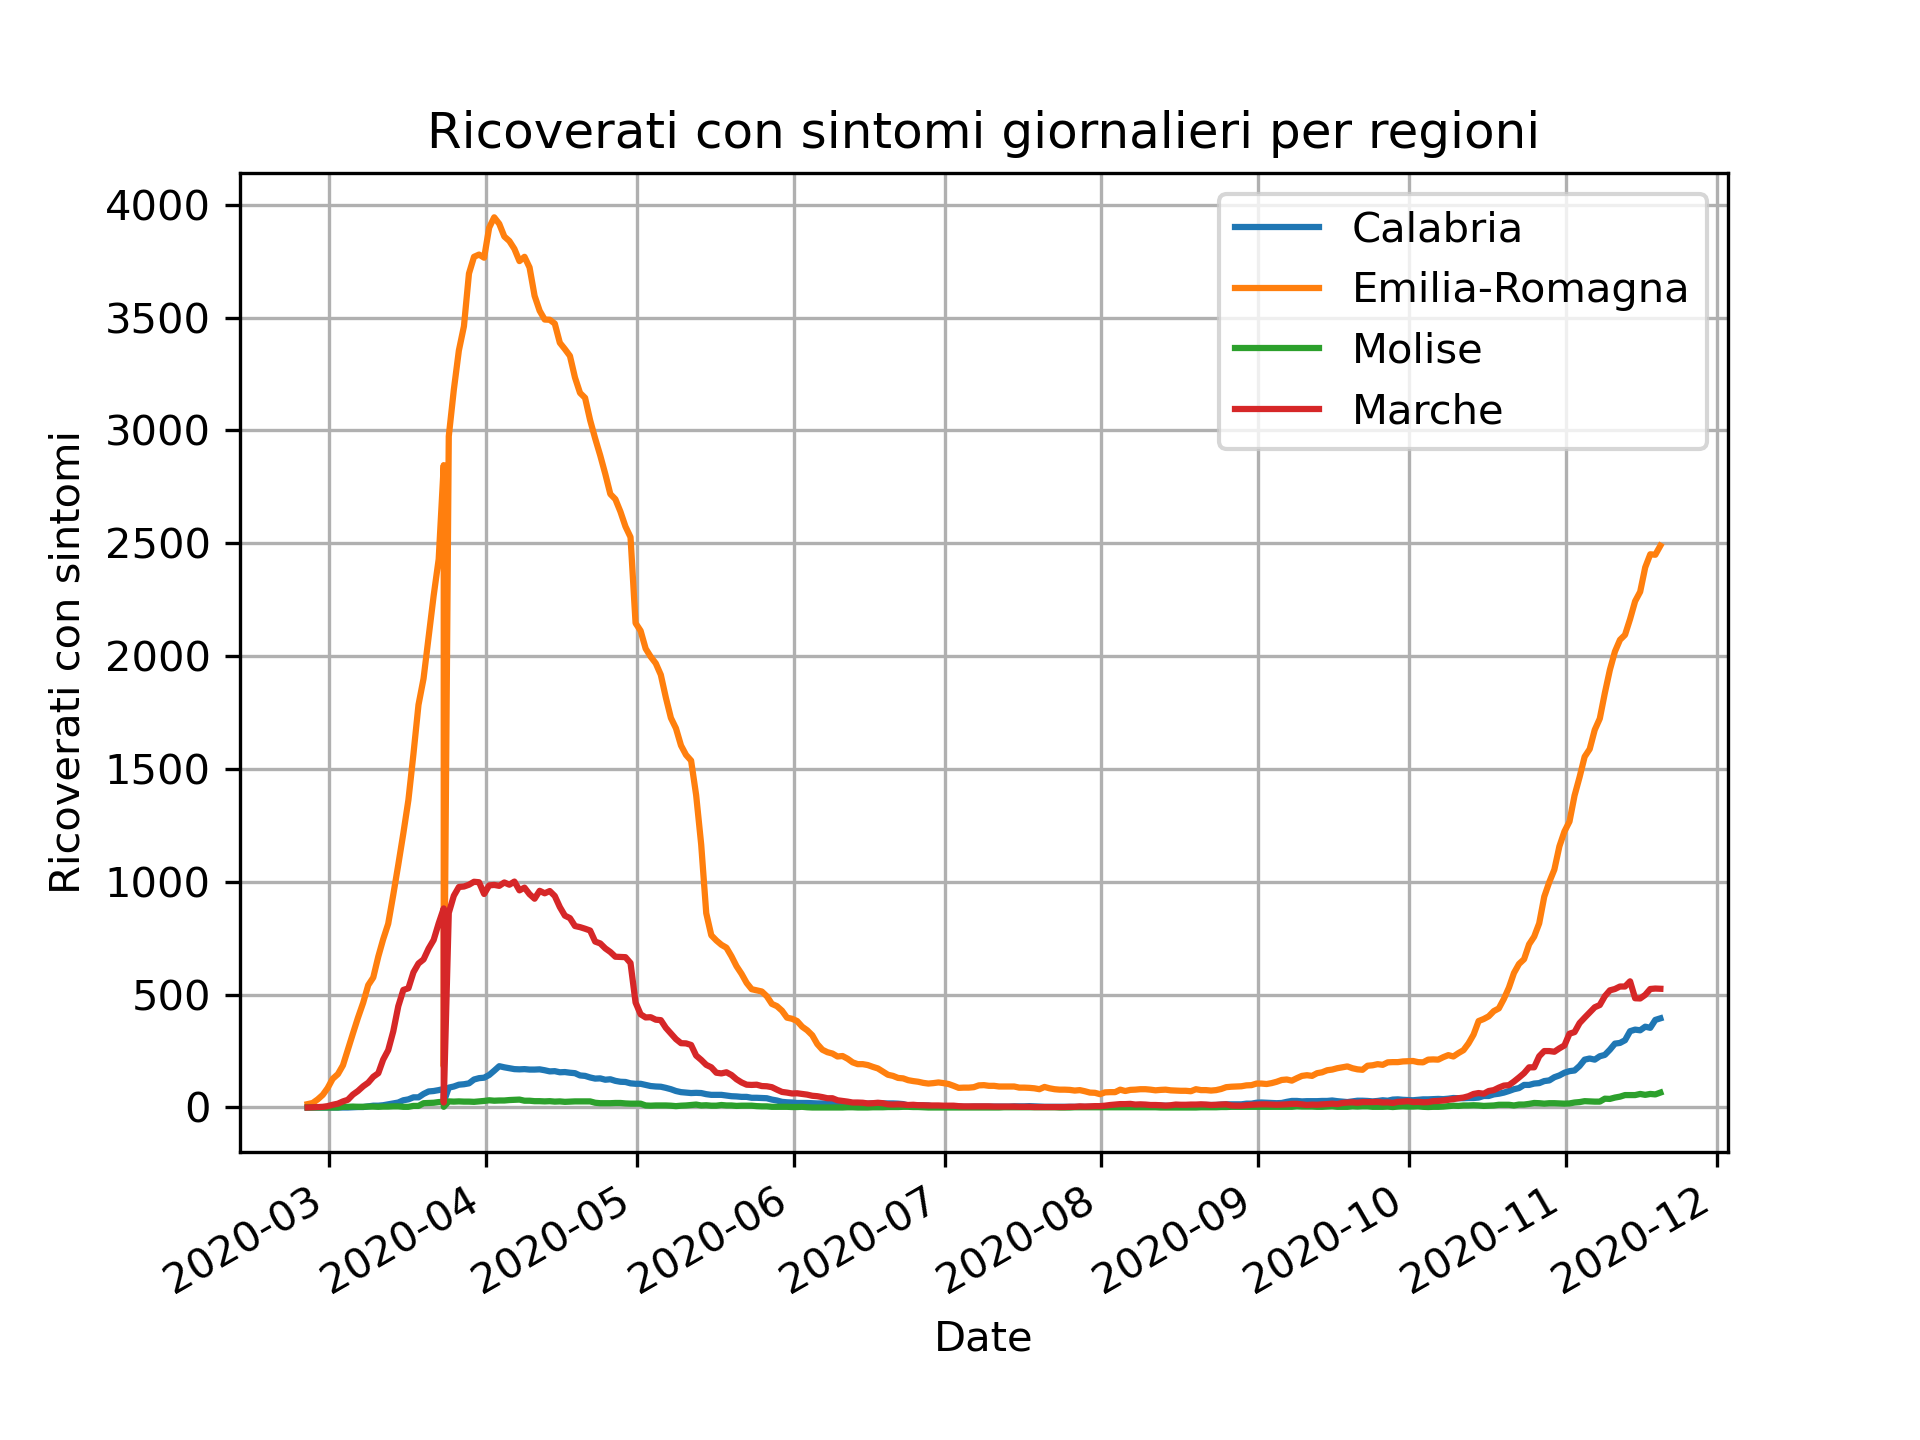 Ricoverati con sintomi giornalieri per regioni
Ricoverati con sintomi
4000
3500
3000
2500
2000
1500
1000
500
0
Calabria
Emilia-Romagna
Molise
Marche
2020-03
2020-04
2020-05
2020-06
2020-07
2020-08
2020-09
2020-10
2020-11
2020-12
Date